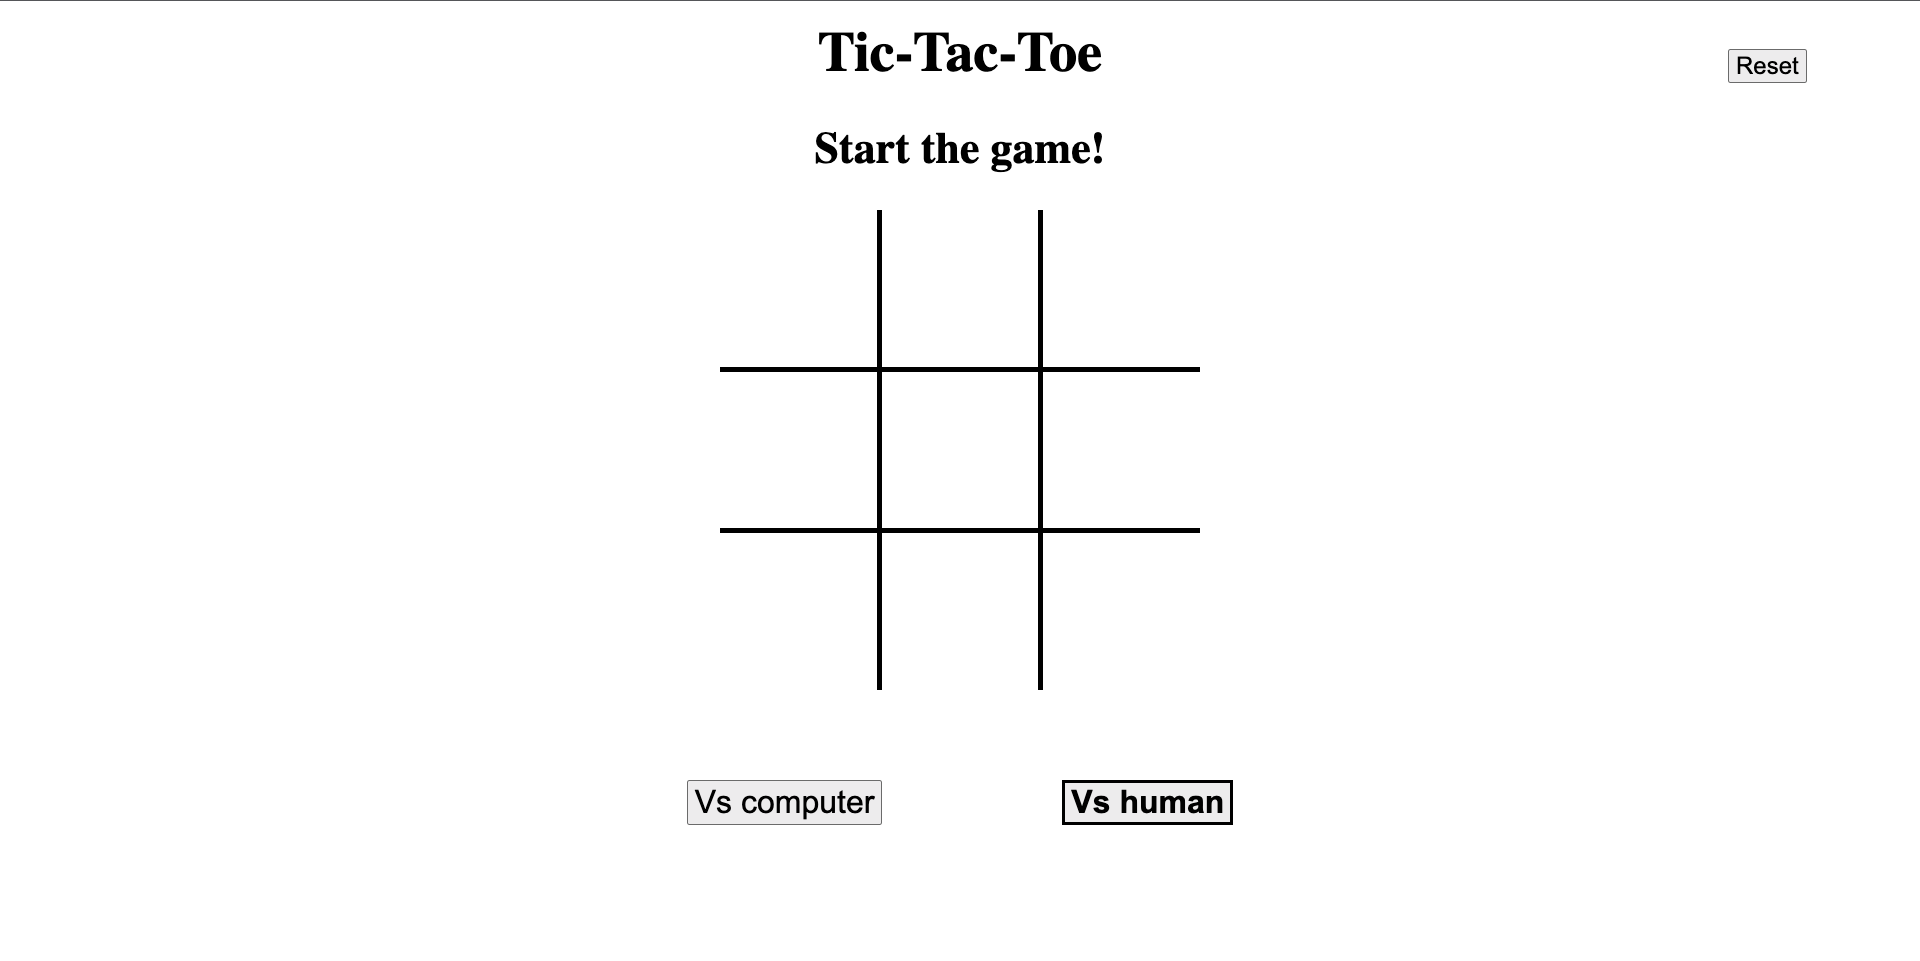 Tic-Tac-Toe
Reset
Start the game!
Vs computer
Vs human